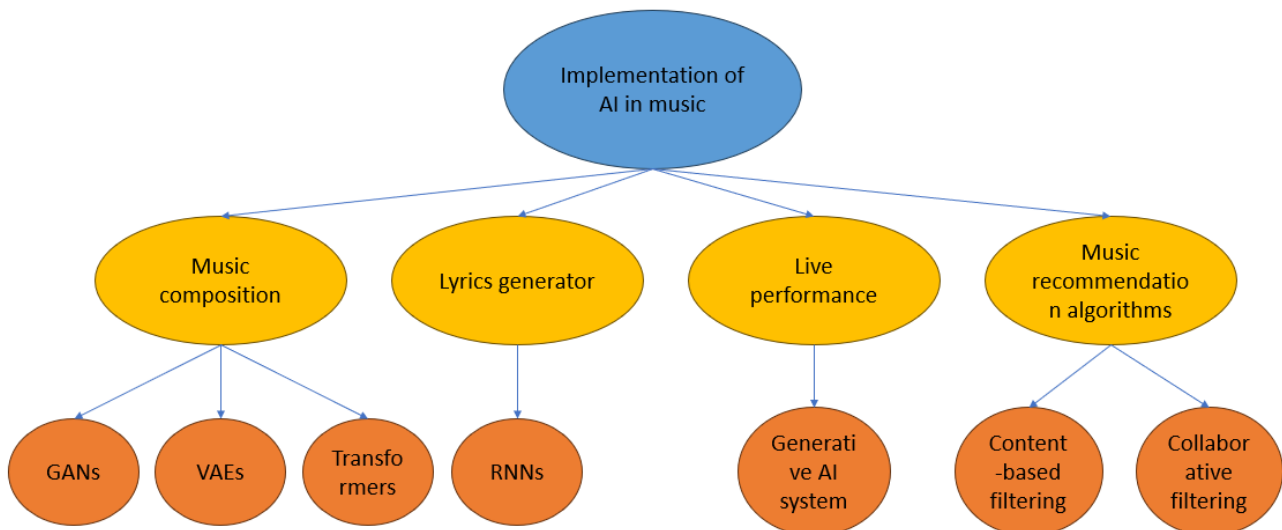 Implementation of
AI in music
Music
composition
Lyrics generator
Live
performance
Music
recommendatio
n algorithms
GANs
VAEs
Transfo
rmers
RNNs
Generati
ve AI
system
Content
-based
filtering
Collabor
ative
filtering